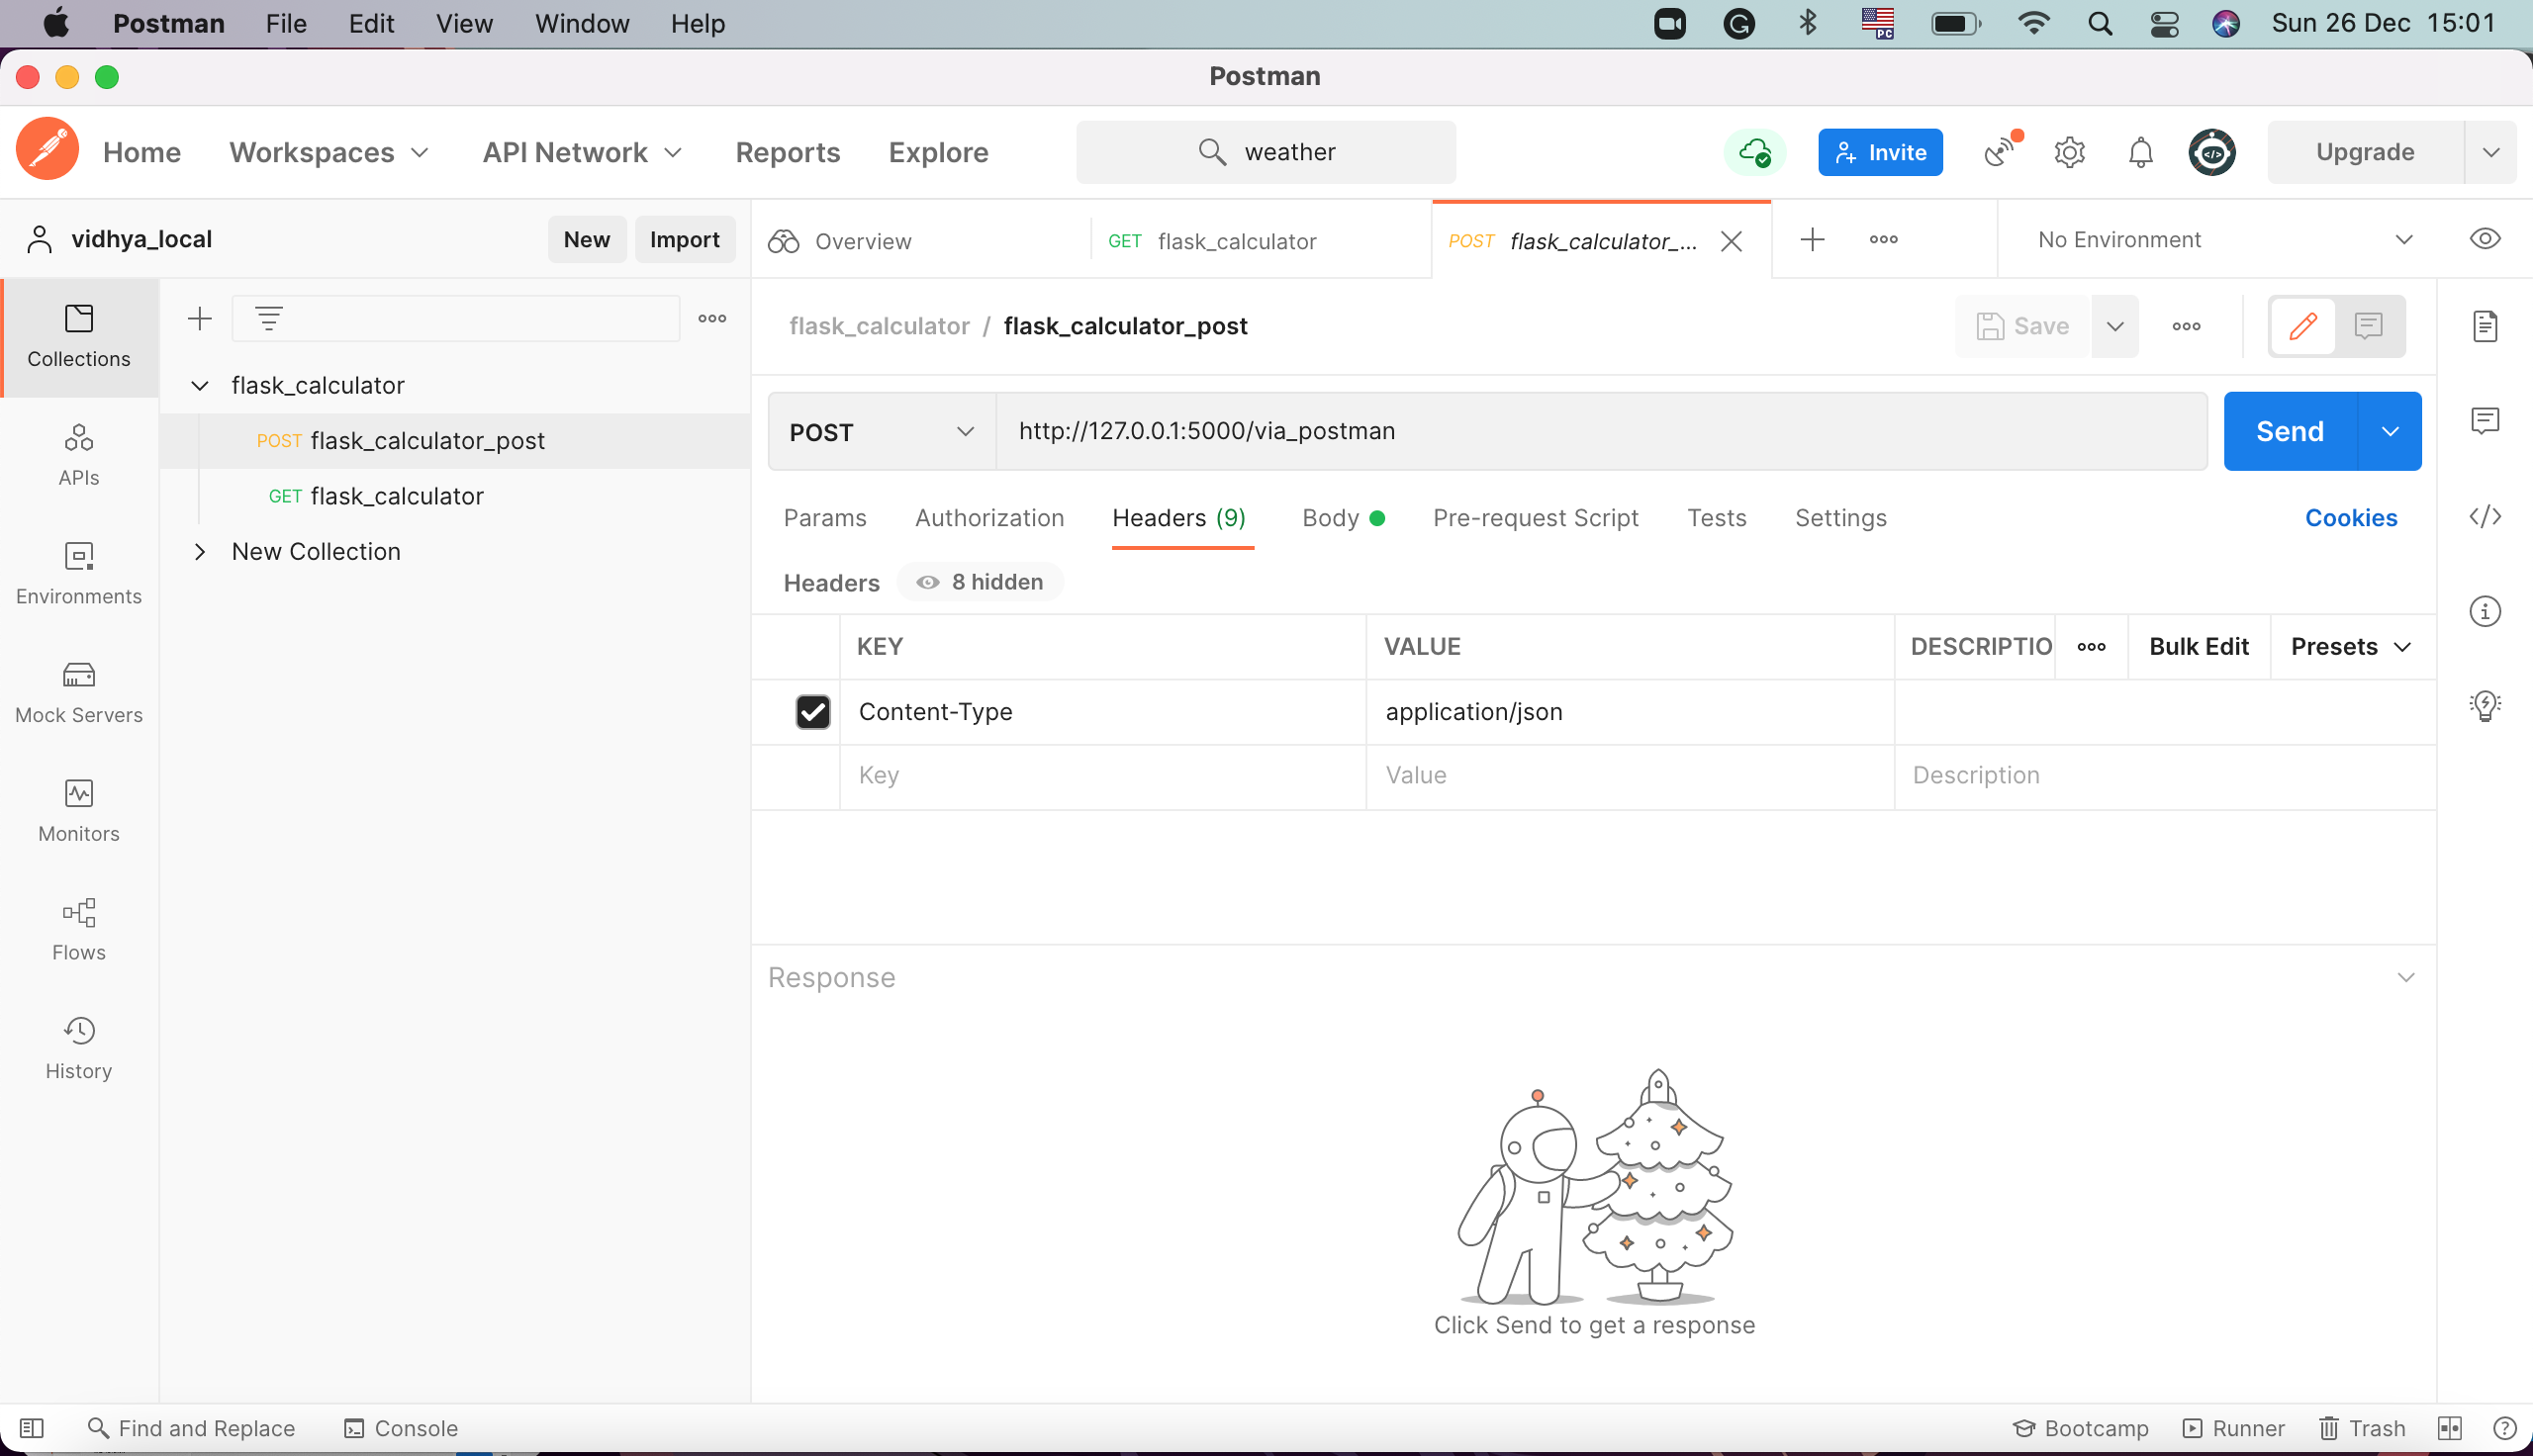 Postman File Edit View Window Help Sun 26 Dec 15:01
PC
Postman
Home Workspaces API Network Reports Explore weather Invite Upgrade
vidhya_local New Import Overview GET flask_calculator POST flask_calculator_... No Environment
Collections
flask_calculator / flask_calculator_post Save
flask_calculator
POST flask_calculator_post
GET flask_calculator
New Collection
APIs
Environments
Mock Servers
Monitors
Flows
History
POST http://127.0.0.1:5000/via_postman Send
Params Authorization Headers (9) Body Pre-request Script Tests Settings Cookies
Headers 8 hidden
KEY VALUE DESCRIPTIO Bulk Edit Presets
Content-Type application/json
Key Value Description
Response
Click Send to get a response
Find and Replace Console Bootcamp Runner Trash